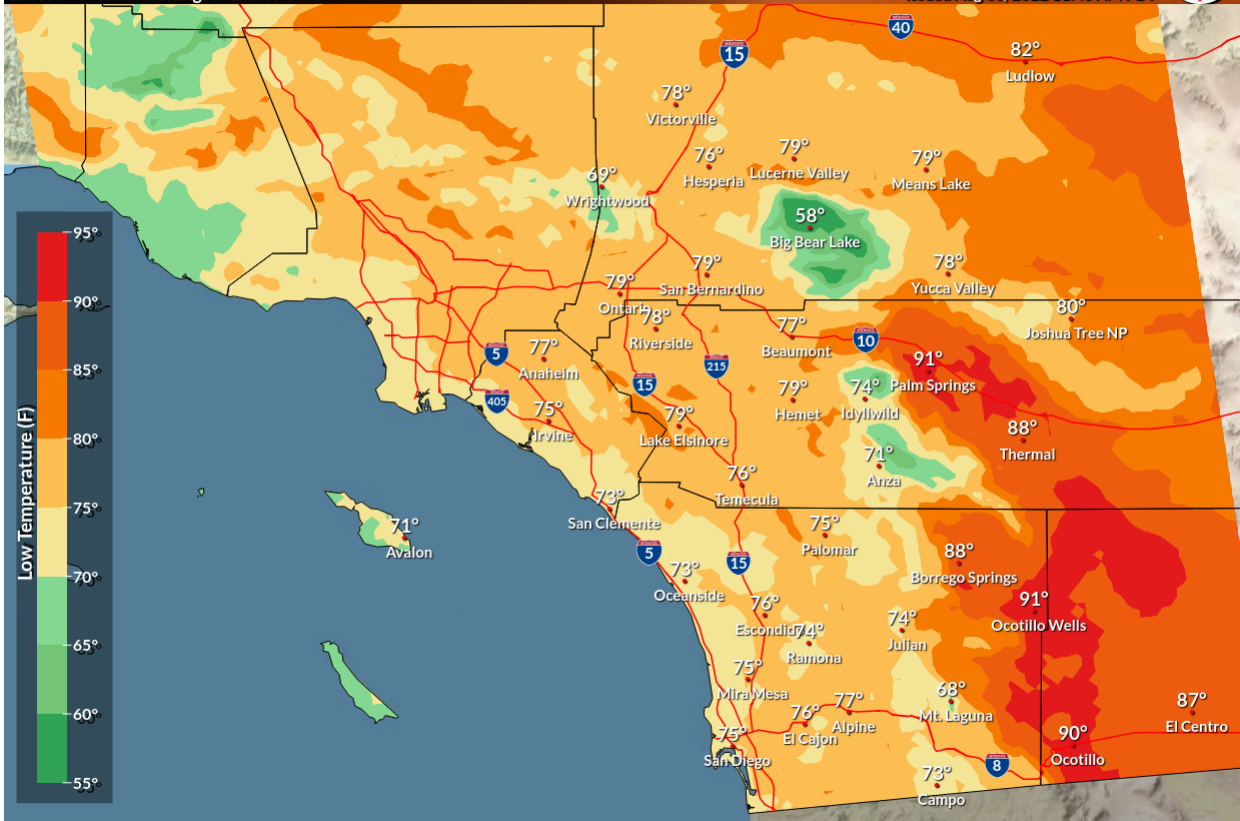 40
15
82°
Ludlow
78°
Victorville
76°
Hesperia
79°
Lucerne Valley
79°
Means Lake
69°
Wrightwood
58°
Big Bear Lake
95°
79°
San Bernardino
78°
Yucca Valley
79°
Ontario
90°
78°
Riverside
77°
Beaumont
80°
Joshua Tree NP
10
5
77°
Anaheim
91°
Palm Springs
215
85°
15
405
79°
Hemet
74°
Idyllwild
75°
Irvine
79°
Lake Elsinore
88°
Thermal
80°
71°
Anza
76°
Temecula
Low Temperature (F)
75°
73°
San Clemente
71°
Avalon
75°
Palomar
5
15
88°
Borrego Springs
70°
73°
Oceanside
76°
Escondido
74°
Ramona
74°
Julian
91°
Ocotillo Wells
65°
75°
Mira Mesa
68°
Mt. Laguna
87°
El Centro
60°
76°
El Cajon
77°
Alpine
75°
San Diego
90°
Ocotillo
8
55°
73°
Campo